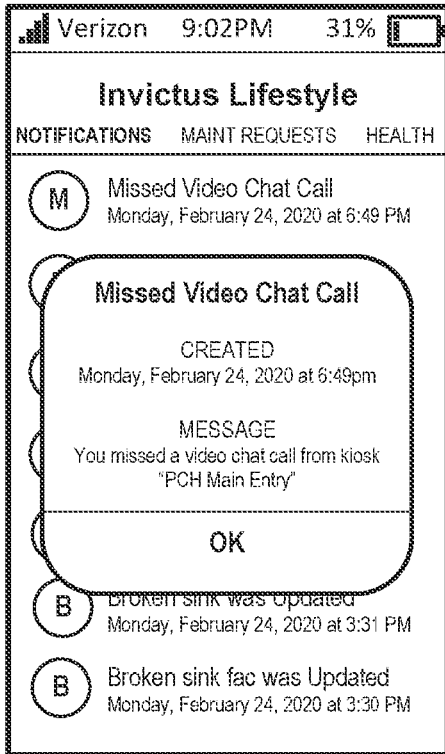 Verizon 9:02PM 31%
Invictus Lifestyle
NOTIFICATIONS MAINT REQUESTS HEALTH
M Missed Video Chat Call
Monday, February 24, 2020 at 6:49 PM
Missed Video Chat Call
CREATED
Monday, February 24, 2020 at 6:49pm
MESSAGE
You missed a video chat call from kiosk
"PCH Main Entry"
OK
B Broken sink was Updated
Monday, February 24, 2020 at 3:31 PM
B Broken sink fac was Updated
Monday, February 24, 2020 at 3:30 PM